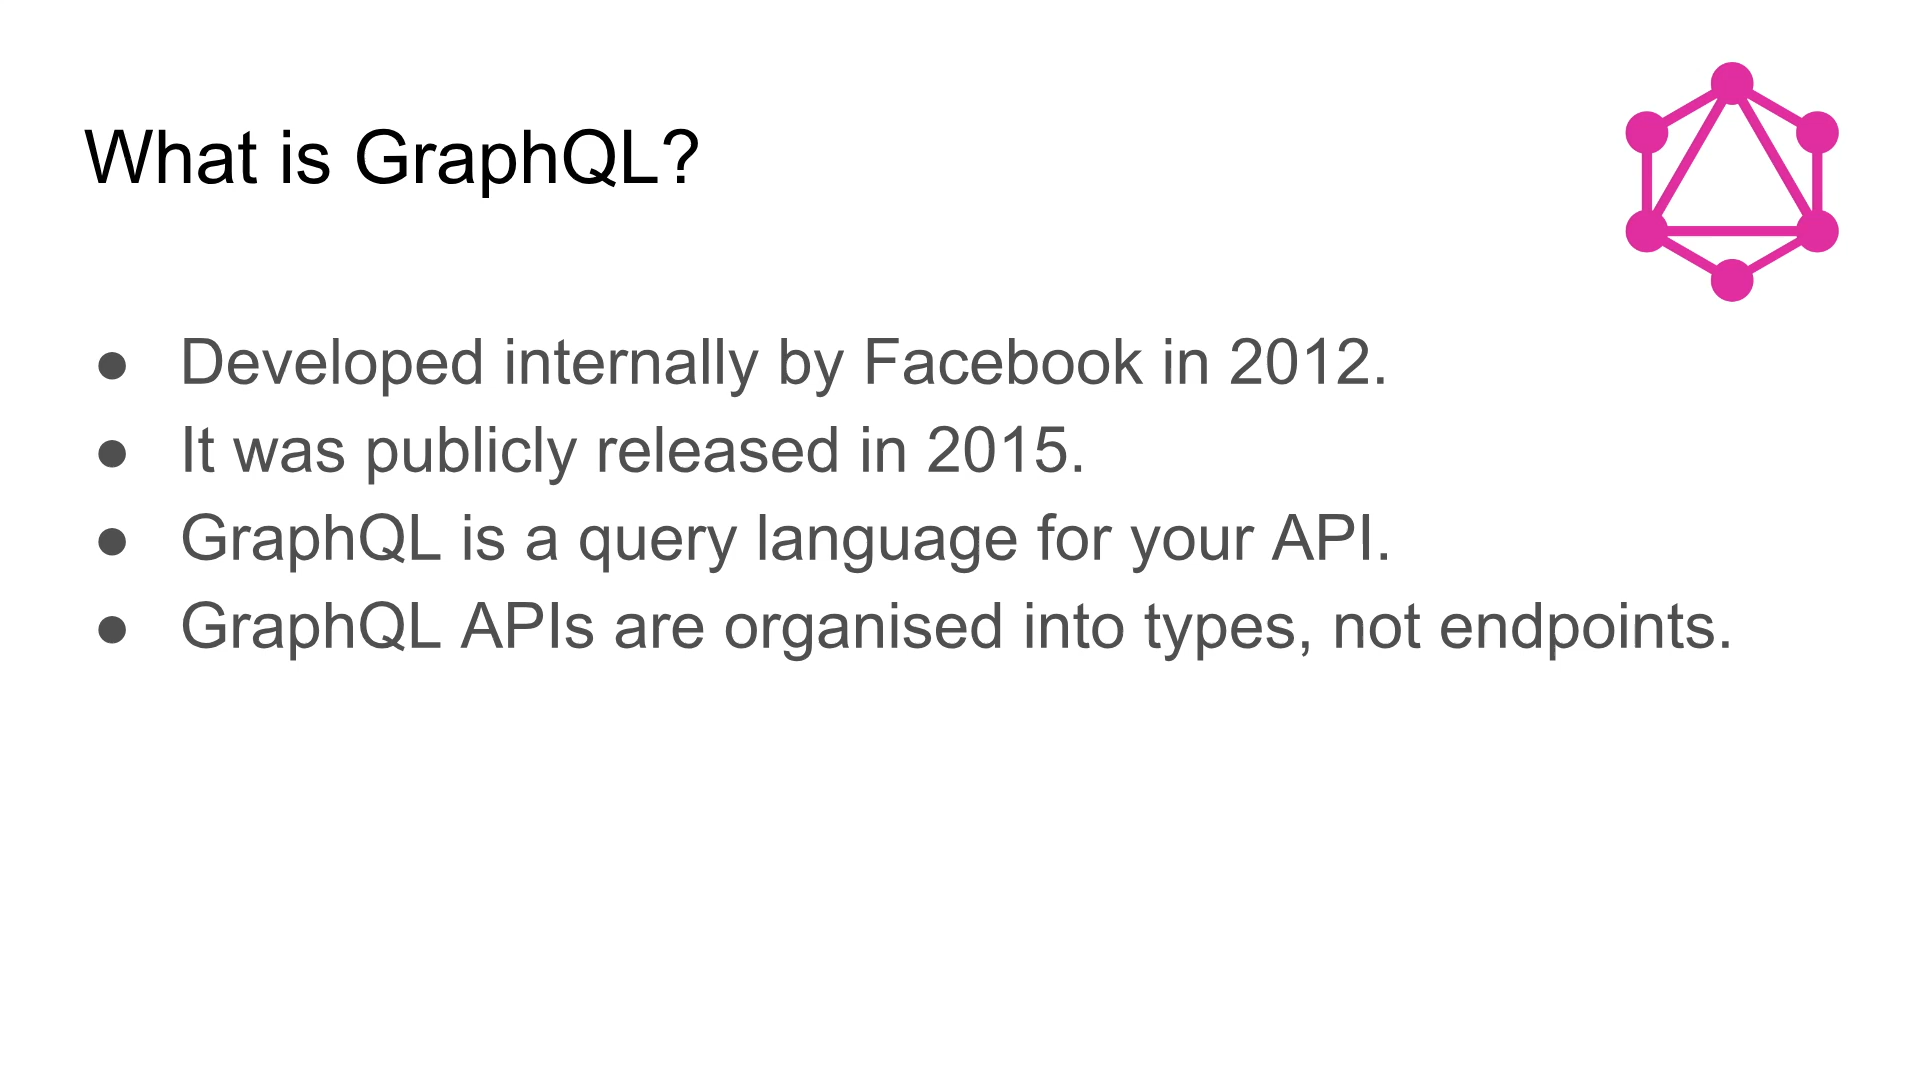 What is GraphQL?
● Developed internally by Facebook in 2012.
● It was publicly released in 2015.
● GraphQL is a query language for your API.
● GraphQL APIs are organised into types, not endpoints.